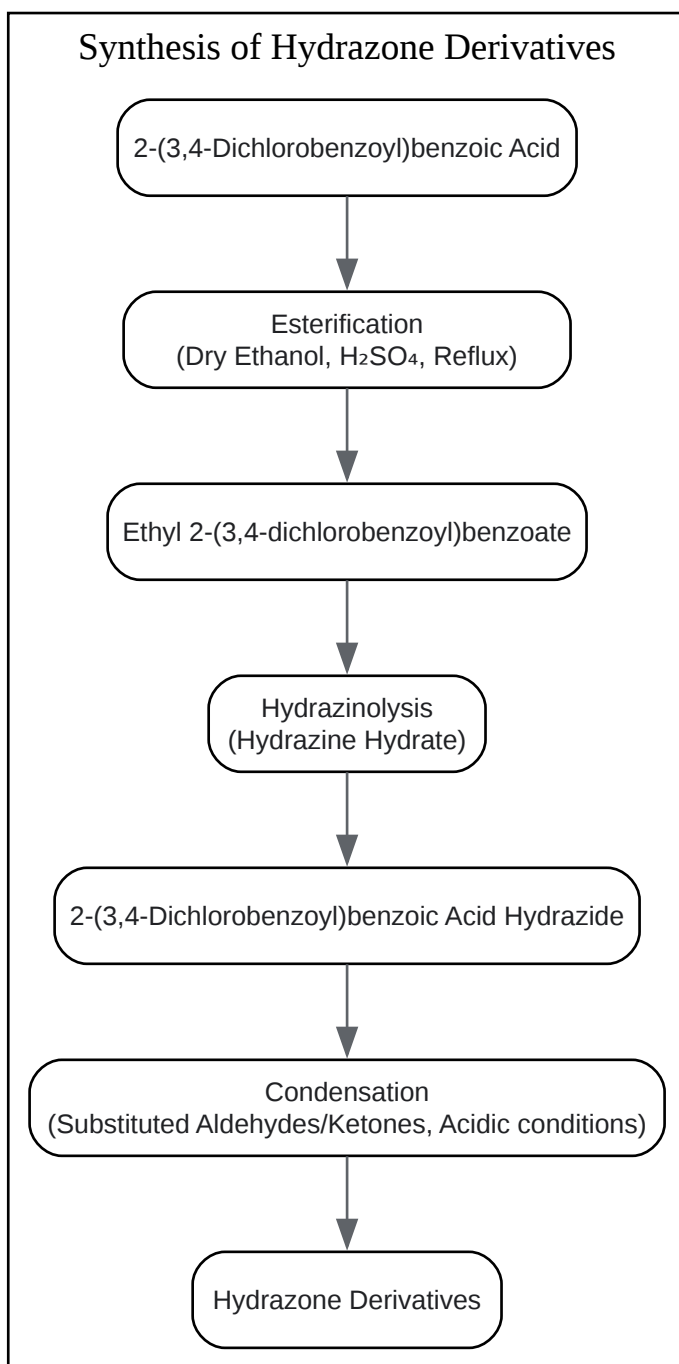 Synthesis of Hydrazone Derivatives
2-(3,4-Dichlorobenzoyl)benzoic Acid
Esterification
(Dry Ethanol, H₂SO₄, Reflux)
Ethyl 2-(3,4-dichlorobenzoyl)benzoate
Hydrazinolysis
(Hydrazine Hydrate)
2-(3,4-Dichlorobenzoyl)benzoic Acid Hydrazide
Condensation
(Substituted Aldehydes/Ketones, Acidic conditions)
Hydrazone Derivatives